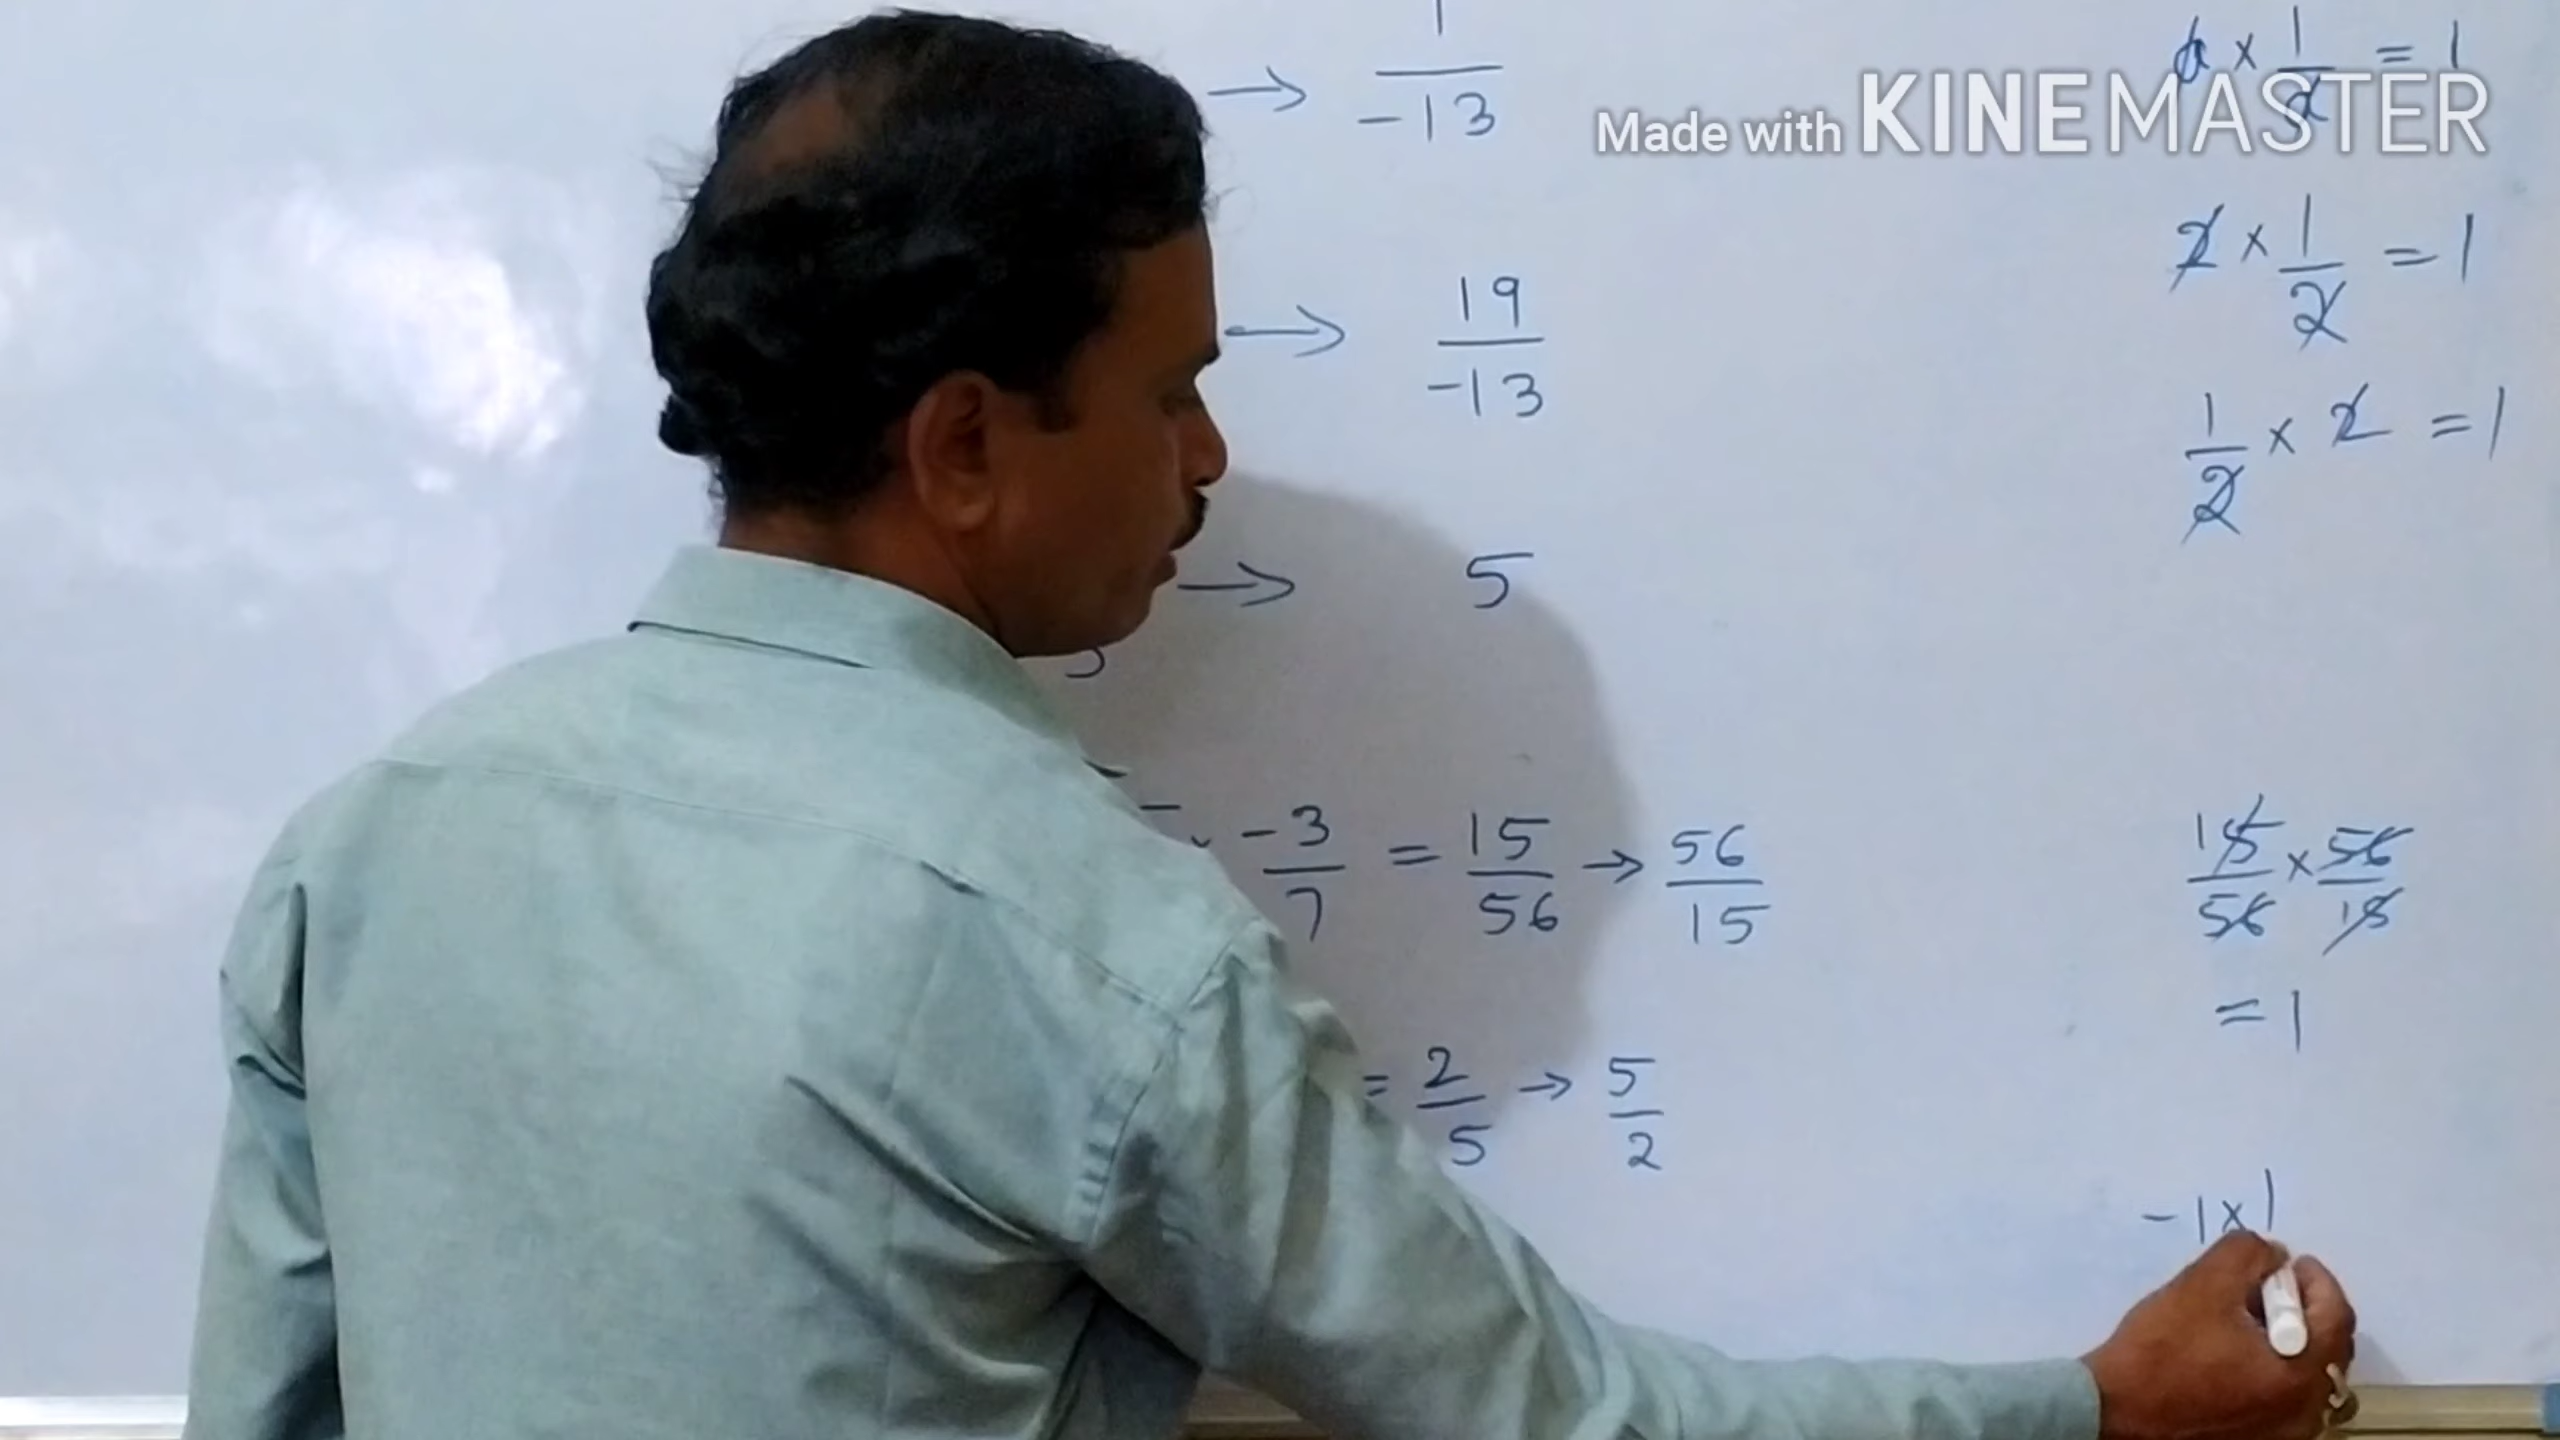 → 1/-13
a × 1/a = 1
Made with KINEMASTER
2 × 1/2 = 1
→ 19/-13
1/2 × 2 = 1
→ 5
-3/7 = 15/56 → 56/15
15/56 × 56/15
= 1
= 2/5 → 5/2
-1 × 1